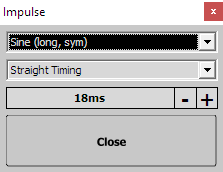 Impulse x
Sine (long, sym)
Straight Timing
18ms - +
Close